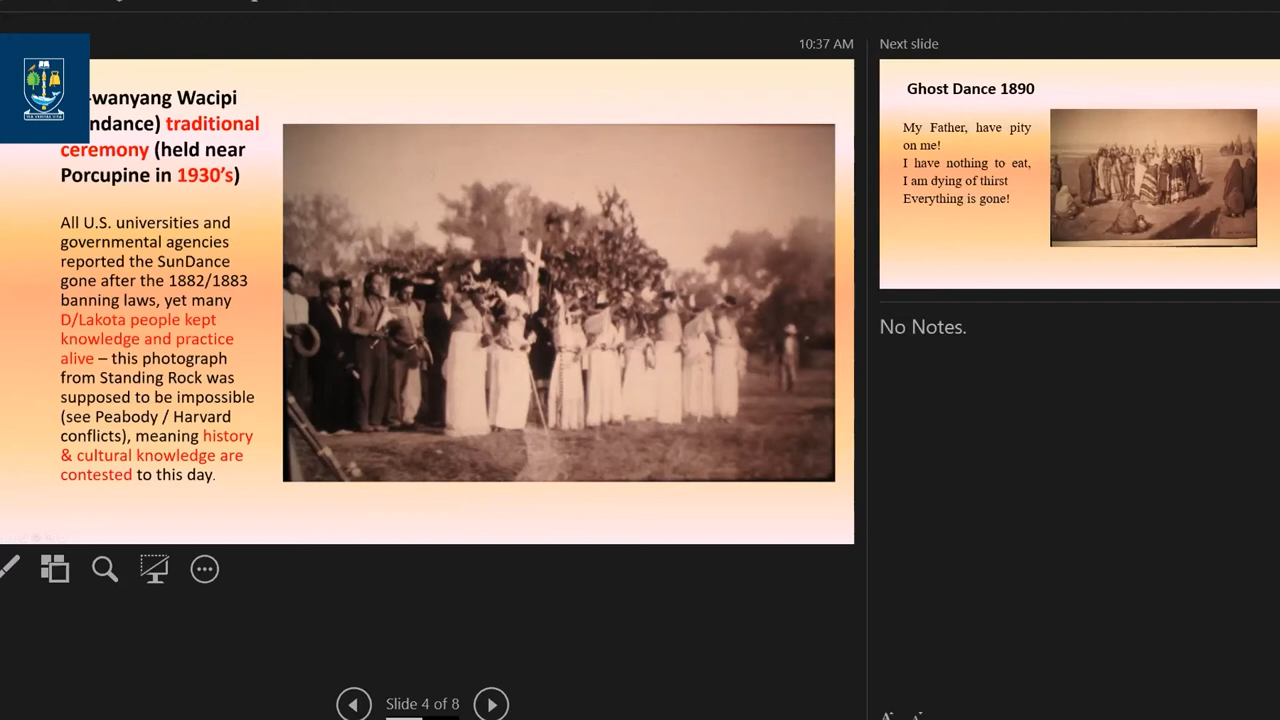 10:37 AM
-wanyang Wacipi
ndance) traditional
ceremony (held near
Porcupine in 1930's)
All U.S. universities and
governmental agencies
reported the SunDance
gone after the 1882/1883
banning laws, yet many
D/Lakota people kept
knowledge and practice
alive – this photograph
from Standing Rock was
supposed to be impossible
(see Peabody / Harvard
conflicts), meaning history
& cultural knowledge are
contested to this day.
Slide 4 of 8
Next slide
Ghost Dance 1890
My Father, have pity
on me!
I have nothing to eat,
I am dying of thirst
Everything is gone!
No Notes.